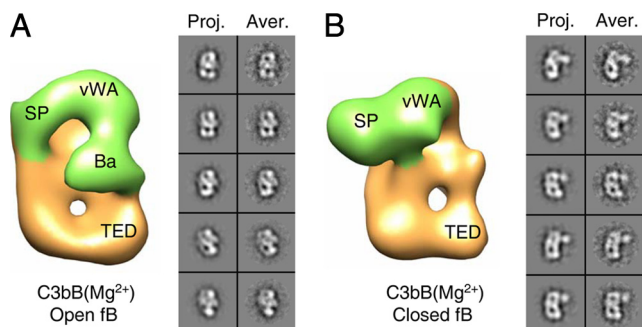 A
Proj. Aver.
vWA
SP
Ba
TED
C3bB(Mg²⁺)
Open fB
B
Proj. Aver.
vWA
SP
TED
C3bB(Mg²⁺)
Closed fB